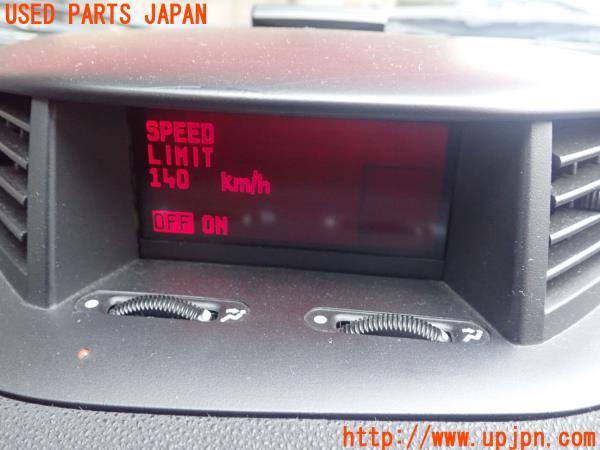 USED PARTS JAPAN
SPEED
LIMIT
140 km/h
OFF ON
http://www.upjpn.com/